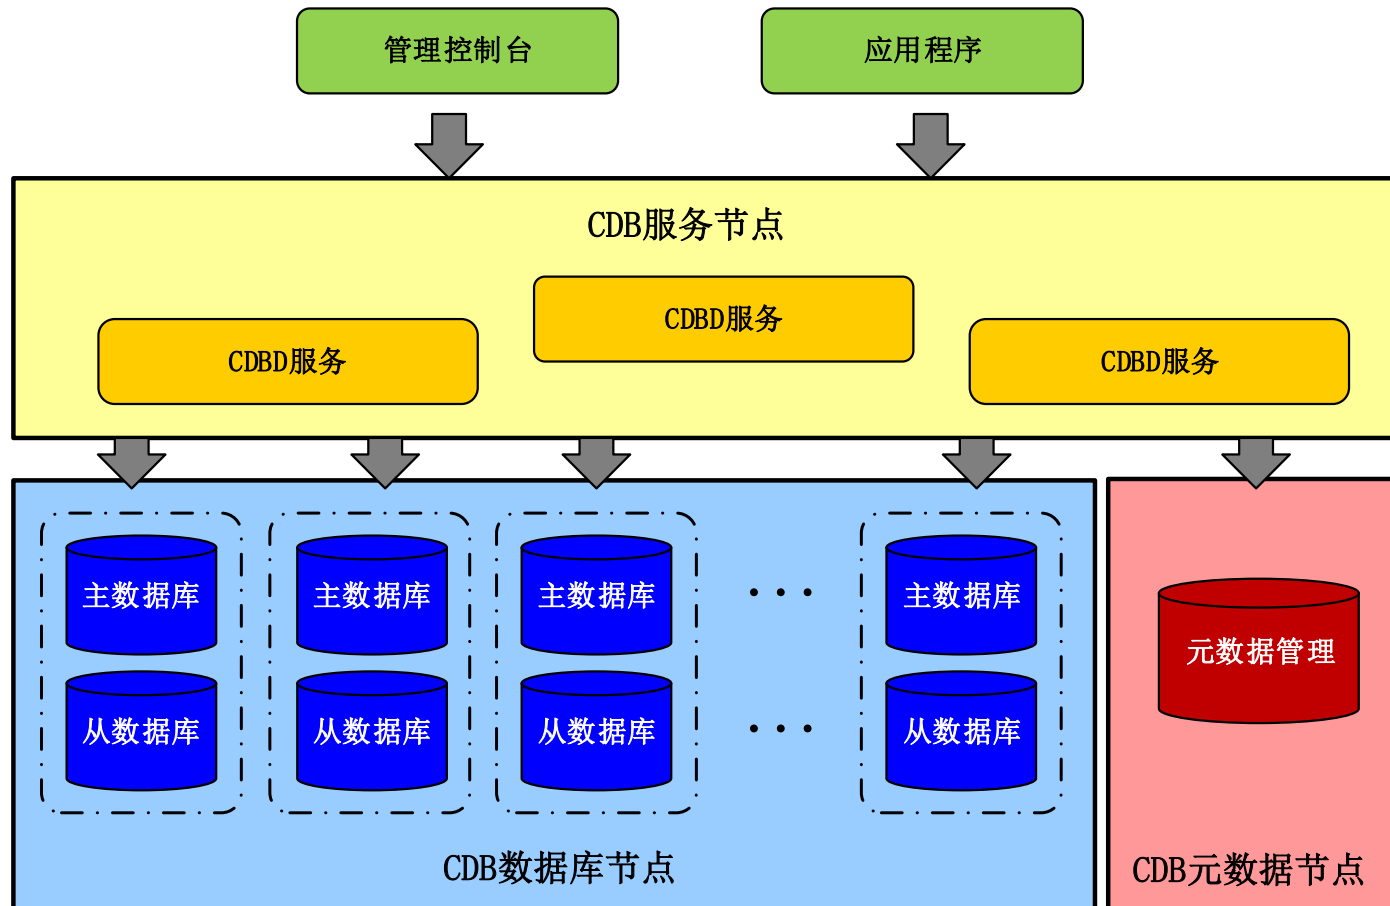 管理控制台
应用程序
CDB服务节点
CDBD服务
CDBD服务
CDBD服务
主数据库
主数据库
主数据库
···
主数据库
从数据库
从数据库
从数据库
···
从数据库
元数据管理
CDB数据库节点
CDB元数据节点